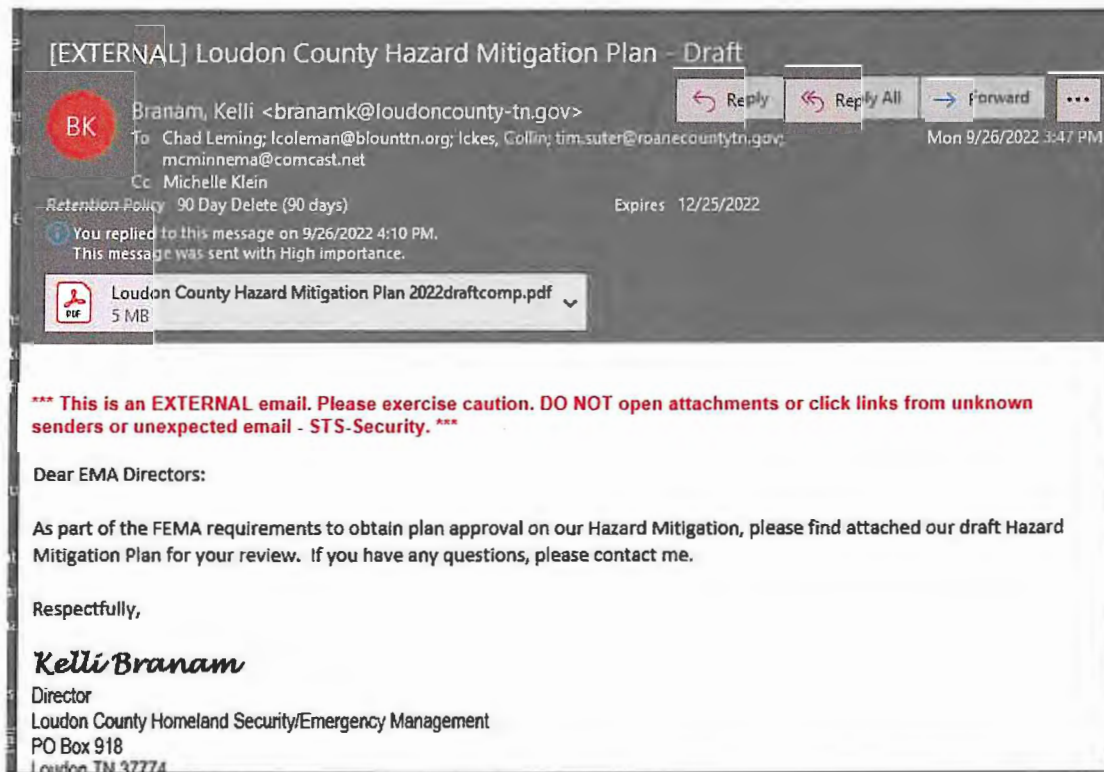 [EXTERNAL] Loudon County Hazard Mitigation Plan - Draft
Reply Reply All Forward ...
BK
Branam, Kelli <branamk@loudoncounty-tn.gov>
To Chad Leming; lcoleman@blounttn.org; Ickes, Collin; tim.suter@roanecountytn.gov;
mcminnema@comcast.net
Mon 9/26/2022 3:47 PM
Cc Michelle Klein
Retention Policy 90 Day Delete (90 days) Expires 12/25/2022
You replied to this message on 9/26/2022 4:10 PM.
This message was sent with High importance.
Loudon County Hazard Mitigation Plan 2022draftcomp.pdf
PDF
5 MB
*** This is an EXTERNAL email. Please exercise caution. DO NOT open attachments or click links from unknown
senders or unexpected email - STS-Security. ***
Dear EMA Directors:
As part of the FEMA requirements to obtain plan approval on our Hazard Mitigation, please find attached our draft Hazard
Mitigation Plan for your review. If you have any questions, please contact me.
Respectfully,
Kelli Branam
Director
Loudon County Homeland Security/Emergency Management
PO Box 918
Loudon TN 37774